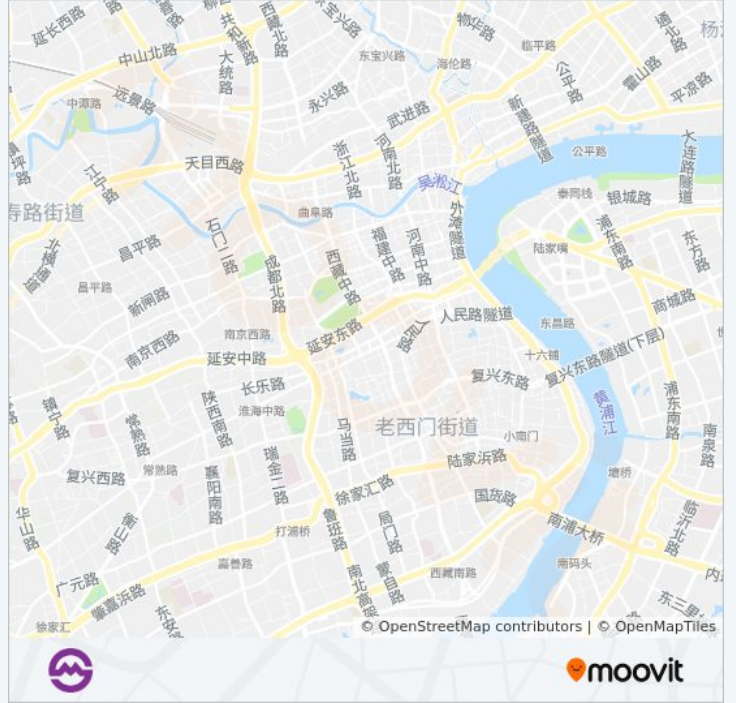 延长西路
中山北路
大统路
共和新路
西藏北路
东宝兴路
物华路
海伦路
临平路
公平路
通北路
霍山路
平凉路
中潭路
远景路
永兴路
武进路
新建路隧道
公平路
大连路隧道
江宁路
天目西路
浙江北路
河南北路
吴淞江
泰同栈
银城路
寿路街道
曲阜路
外滩隧道
石门二路
昌平路
福建中路
河南中路
陆家嘴
浦东南路
东方路
北横通道
成都北路
西藏中路
昌平路
新闸路
商城路
人民路隧道
东昌路
南京西路
延安东路
人民路
南京西路
延安中路
十六铺
复兴东路隧道(下层)
长乐路
复兴东路
镇宁路
陕西南路
淮海中路
黄浦江
浦东南路
常熟路
马当路
老西门街道
小南门
南泉路
复兴西路
常熟路
瑞金二路
陆家浜路
塘桥
襄阳南路
徐家汇路
国货路
华山路
衡山路
打浦桥
鲁班路
局门路
南浦大桥
临沂北路
嘉善路
蒙自路
西藏南路
南码头
广元路
肇嘉浜路
徐家汇
© OpenStreetMap contributors | © OpenMapTiles
moovit